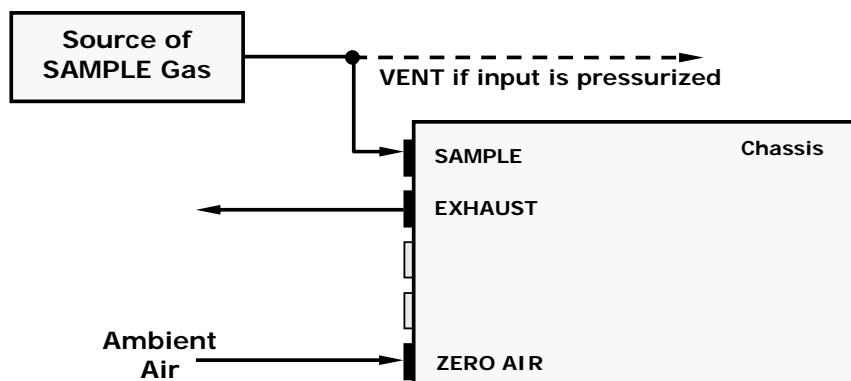 Source of
SAMPLE Gas
VENT if input is pressurized
SAMPLE
Chassis
EXHAUST
Ambient
Air
ZERO AIR